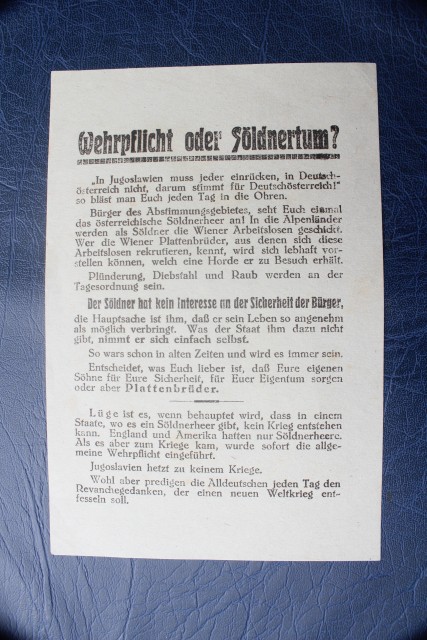 Wehrpflicht oder Söldnertum?
„In Jugoslawien muss jeder einrücken, in Deutsch-
österreich nicht, darum stimmt für Deutschösterreich!"
so bläst man Euch jeden Tag in die Ohren.
Bürger des Abstimmungsgebietes, seht Euch einmal
das österreichische Söldnerheer an! In die Alpenländer
werden als Söldner die Wiener Arbeitslosen geschickt.
Wer die Wiener Plattenbrüder, aus denen sich diese
Arbeitslosen rekrutieren, kennt, wird sich lebhaft vor-
stellen können, welch eine Horde er zu Besuch erhält.
Plünderung, Diebstahl und Raub werden an der
Tagesordnung sein.
Der Söldner hat kein Interesse an der Sicherheit der Bürger,
die Hauptsache ist ihm, daß er sein Leben so angenehm
als möglich verbringt. Was der Staat ihm dazu nicht
gibt, nimmt er sich einfach selbst.
So wars schon in alten Zeiten und wird es immer sein.
Entscheidet, was Euch lieber ist, daß Eure eigenen
Söhne für Eure Sicherheit, für Euer Eigentum sorgen
oder aber Plattenbrüder.
Lüge ist es, wenn behauptet wird, dass in einem
Staate, wo es ein Söldnerheer gibt, kein Krieg entstehen
kann. England und Amerika hatten nur Söldnerheere.
Als es aber zum Kriege kam, wurde sofort die allge-
meine Wehrpflicht eingeführt.
Jugoslavien hetzt zu keinem Kriege.
Wohl aber predigen die Alldeutschen jeden Tag den
Revanchegedanken, der einen neuen Weltkrieg ent-
fesseln soll.